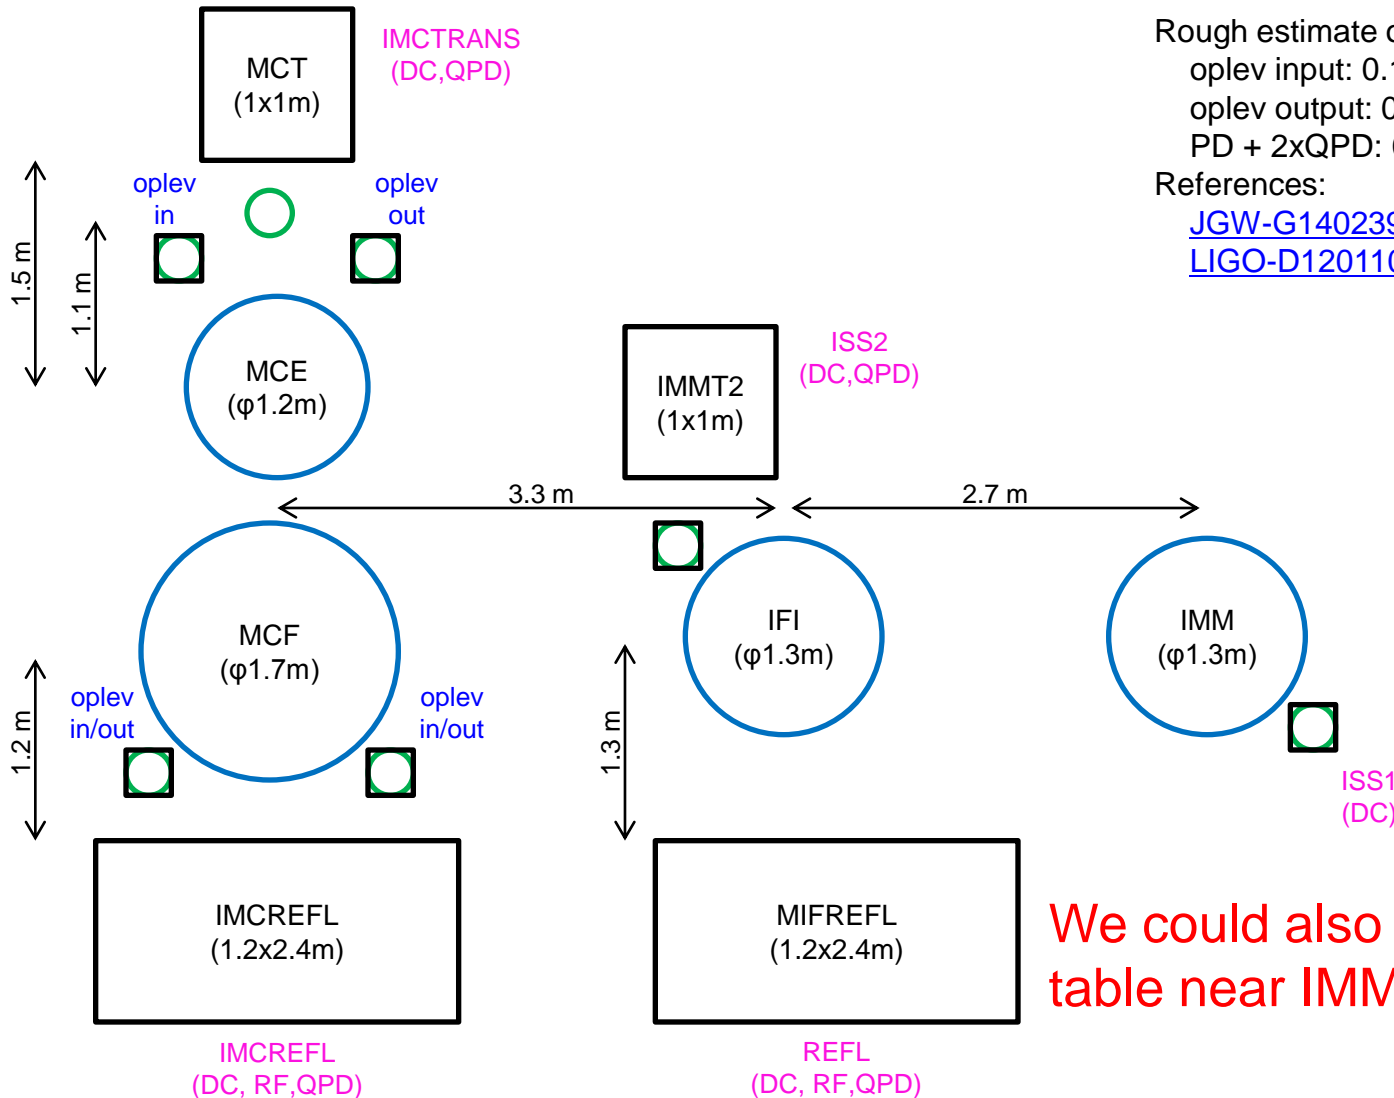 IMCTRANS
(DC,QPD)
MCT
(1x1m)
Rough estimate
oplev input: 0.
oplev output:
PD + 2xQPD:
References:
JGW-G140239
LIGO-D120110
oplev
in
oplev
out
1.5 m
1.1 m
MCE
(φ1.2m)
ISS2
(DC,QPD)
IMMT2
(1x1m)
3.3 m
2.7 m
MCF
(φ1.7m)
IFI
(φ1.3m)
IMM
(φ1.3m)
oplev
in/out
oplev
in/out
1.2 m
1.3 m
ISS1
(DC)
IMCREFL
(1.2x2.4m)
MIFREFL
(1.2x2.4m)
We could also
table near IMM
IMCREFL
(DC, RF,QPD)
REFL
(DC, RF,QPD)